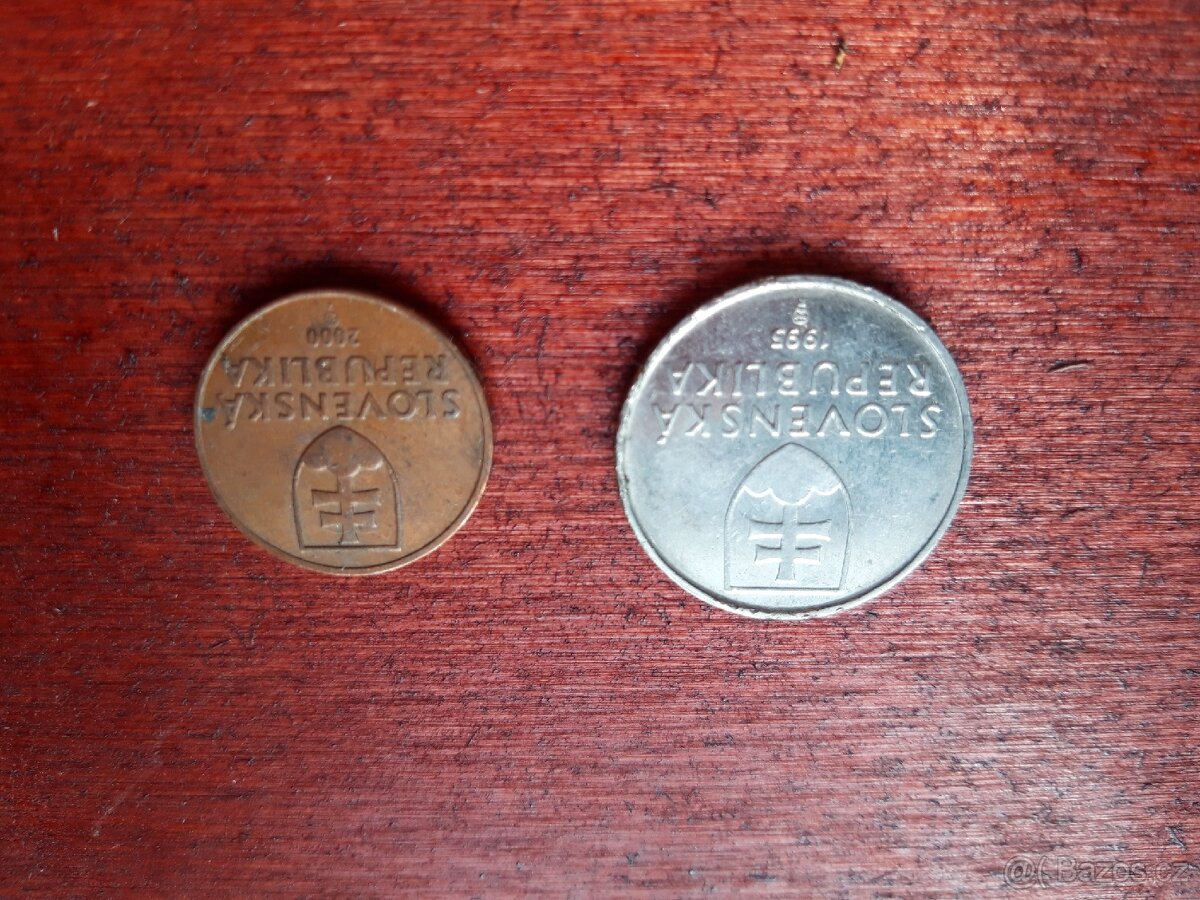 SLOVENSKÁ
REPUBLIKA
2000
SLOVENSKÁ
REPUBLIKA
1995
Bazos.cz